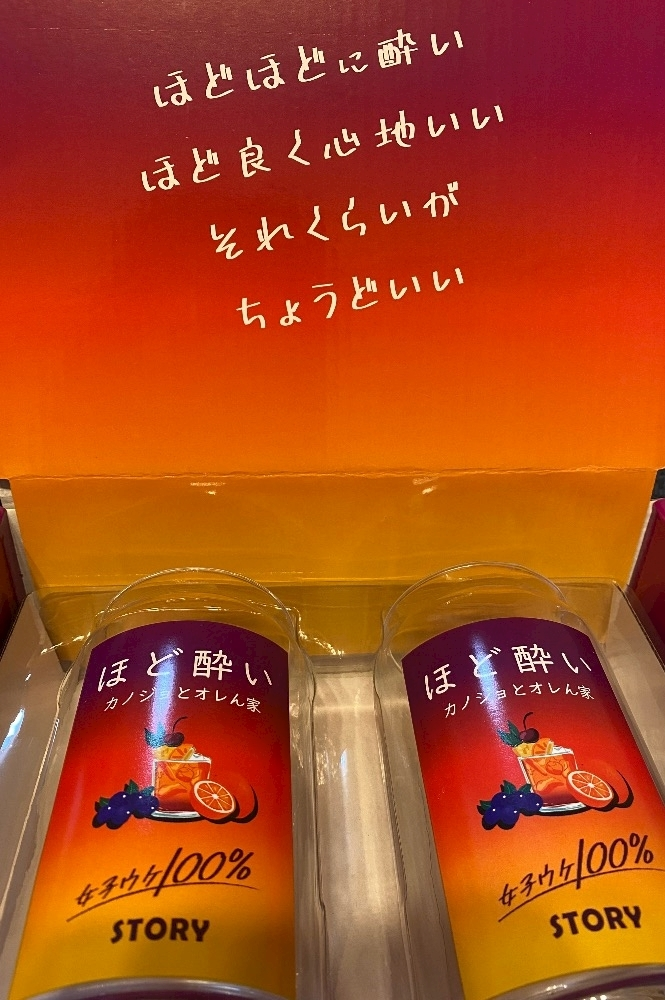 ほどほどに酔い
ほど良く心地いい
それくらいが
ちょうどいい
ほど酔い
カノジョとオレん家
女子ウケ100%
STORY
ほど酔い
カノジョとオレん家
女子ウケ100%
STORY